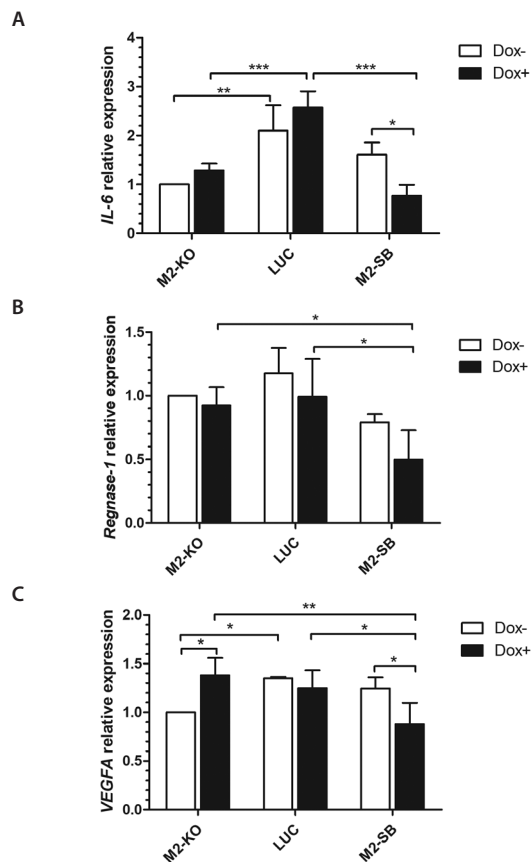 A
IL-6 relative expression
4
3
2
1
0
***
***
**
*
Dox-
Dox+
M2-KO
LUC
M2-SB
B
Regnase-1 relative expression
1.5
1.0
0.5
0.0
*
*
Dox-
Dox+
M2-KO
LUC
M2-SB
C
VEGFA relative expression
2.0
1.5
1.0
0.5
0.0
**
*
*
*
*
Dox-
Dox+
M2-KO
LUC
M2-SB